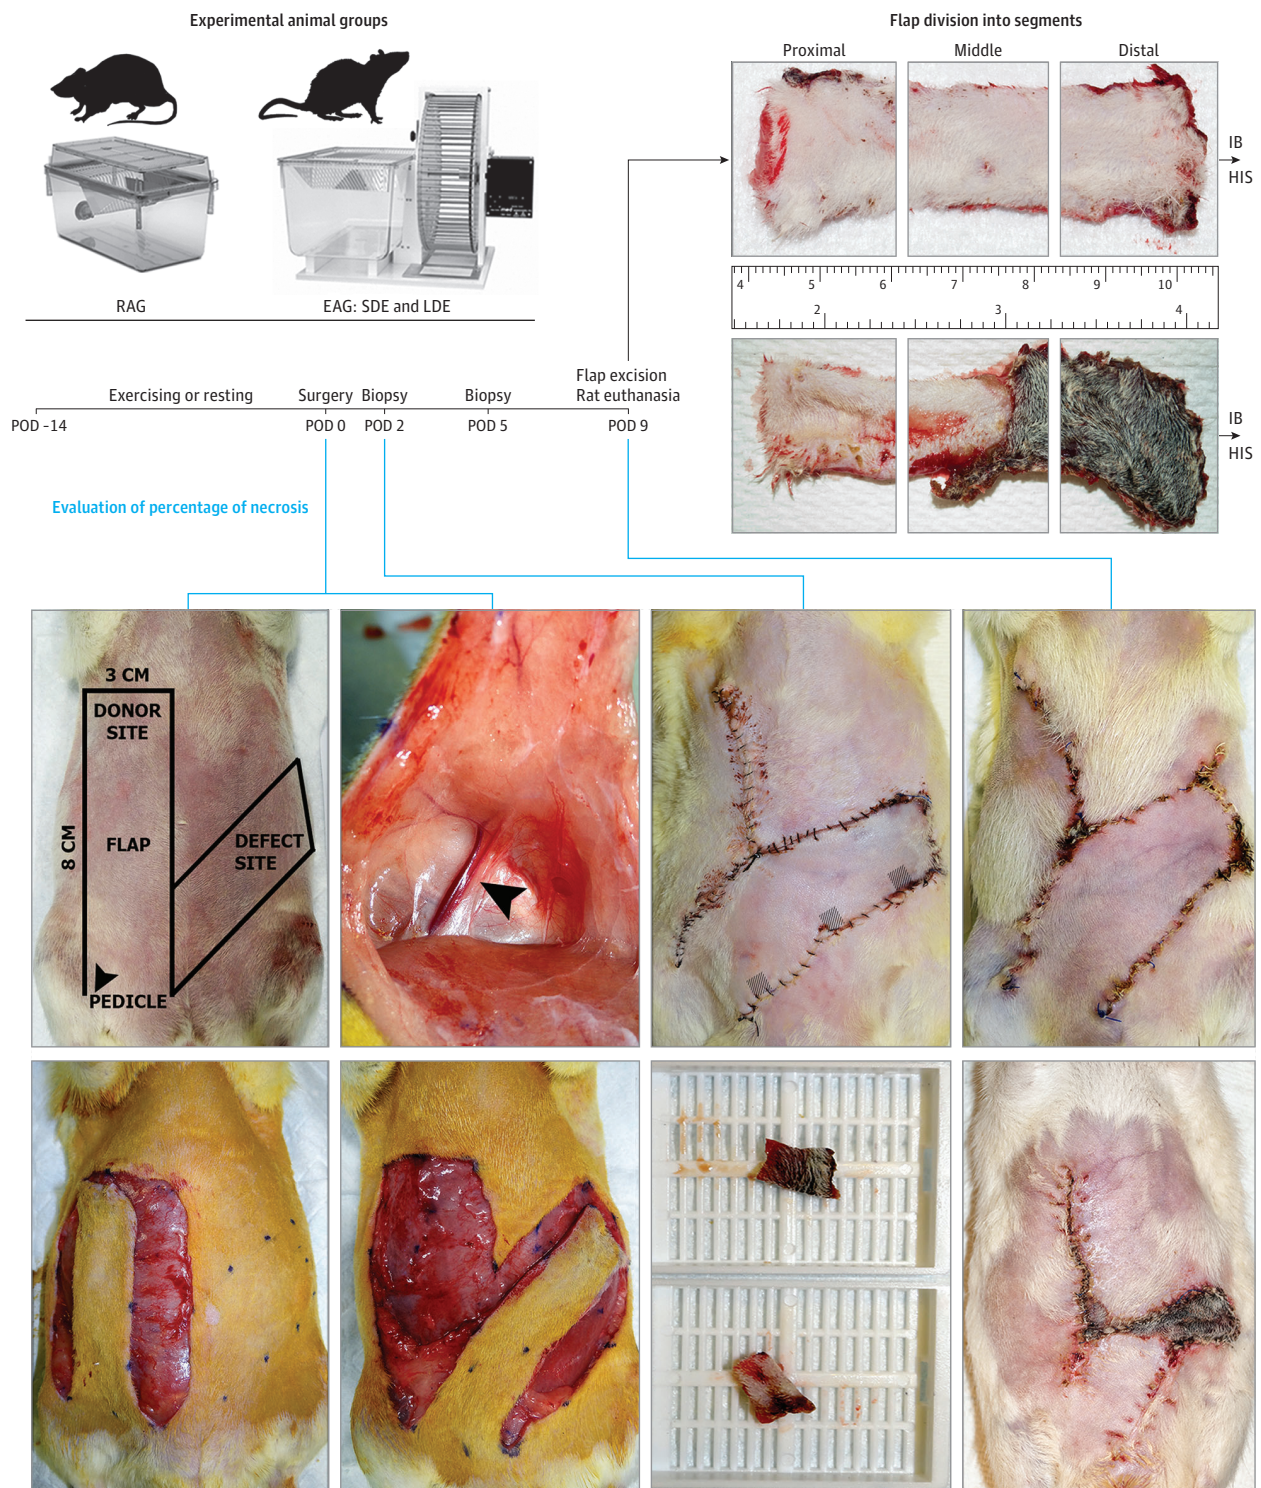 Experimental animal groups
RAG
EAG: SDE and LDE
Flap division into segments
Proximal
Middle
Distal
IB
HIS
4 5 6 7 8 9 10
2 3 4
IB
HIS
Exercising or resting
Surgery
Biopsy
Biopsy
Flap excision
Rat euthanasia
POD -14
POD 0
POD 2
POD 5
POD 9
Evaluation of percentage of necrosis
3 CM
DONOR
SITE
8 CM
FLAP
DEFECT
SITE
PEDICLE